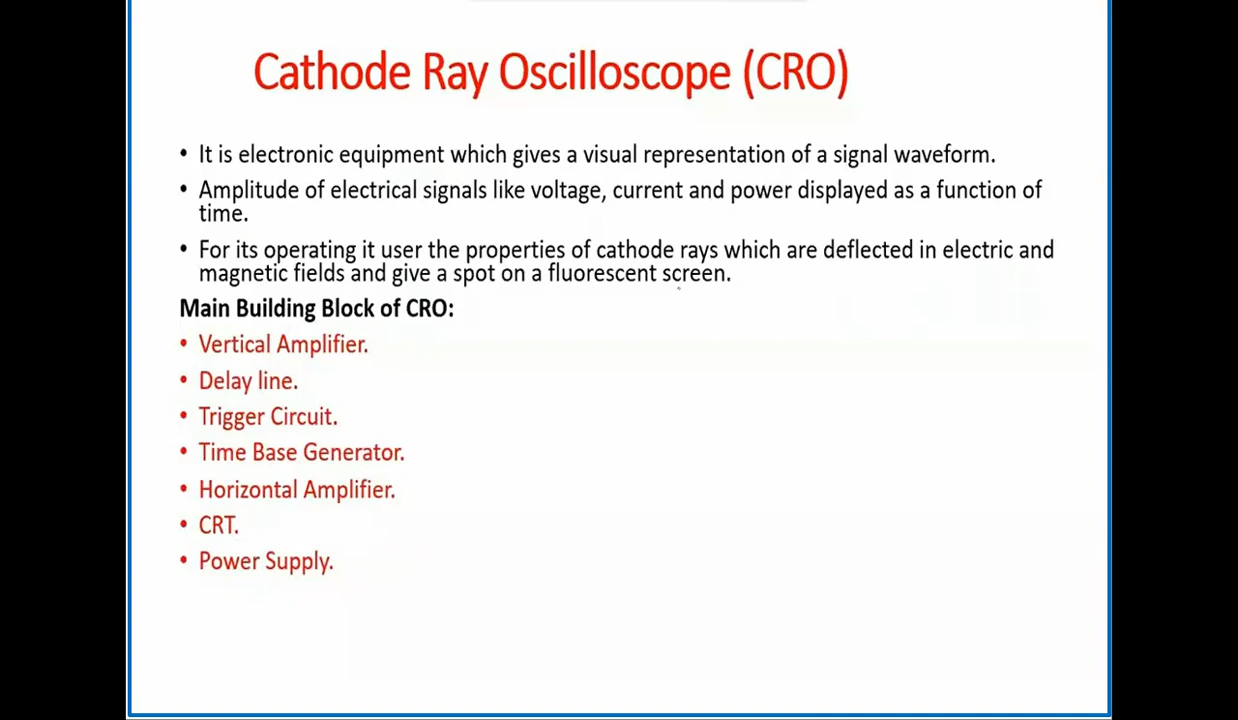 Cathode Ray Oscilloscope (CRO)
• It is electronic equipment which gives a visual representation of a signal waveform.
• Amplitude of electrical signals like voltage, current and power displayed as a function of
time.
• For its operating it user the properties of cathode rays which are deflected in electric and
magnetic fields and give a spot on a fluorescent screen.
Main Building Block of CRO:
• Vertical Amplifier.
• Delay line.
• Trigger Circuit.
• Time Base Generator.
• Horizontal Amplifier.
• CRT.
• Power Supply.